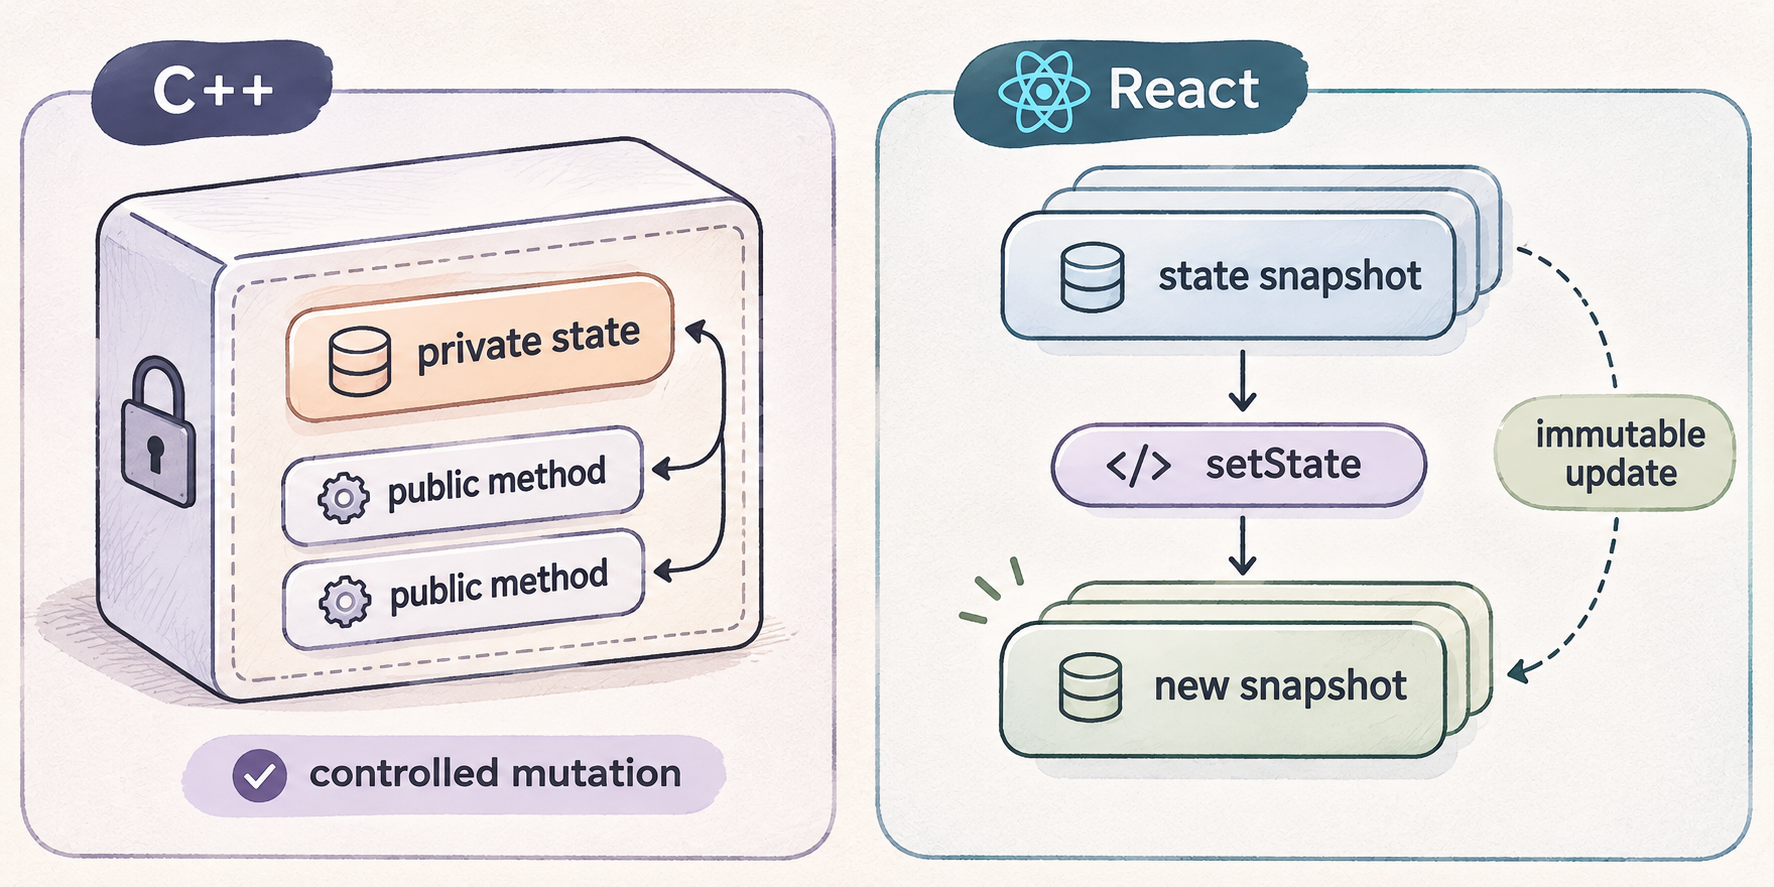 C++
private state
public method
public method
controlled mutation
React
state snapshot
</> setState
immutable
update
new snapshot